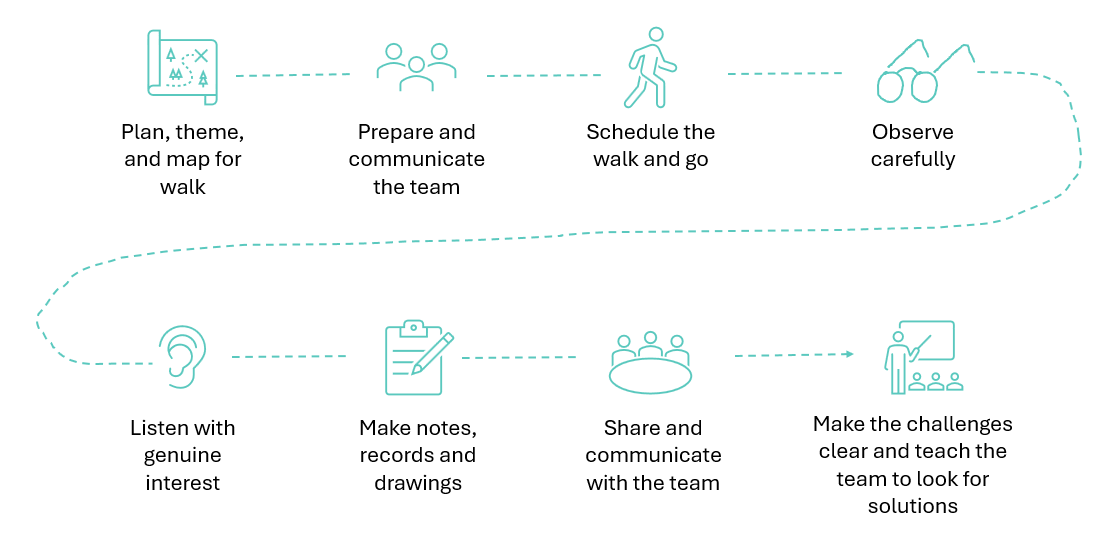 Plan, theme,
and map for
walk
Prepare and
communicate
the team
Schedule the
walk and go
Observe
carefully
Listen with
genuine
interest
Make notes,
records and
drawings
Share and
communicate
with the team
Make the challenges
clear and teach the
team to look for
solutions